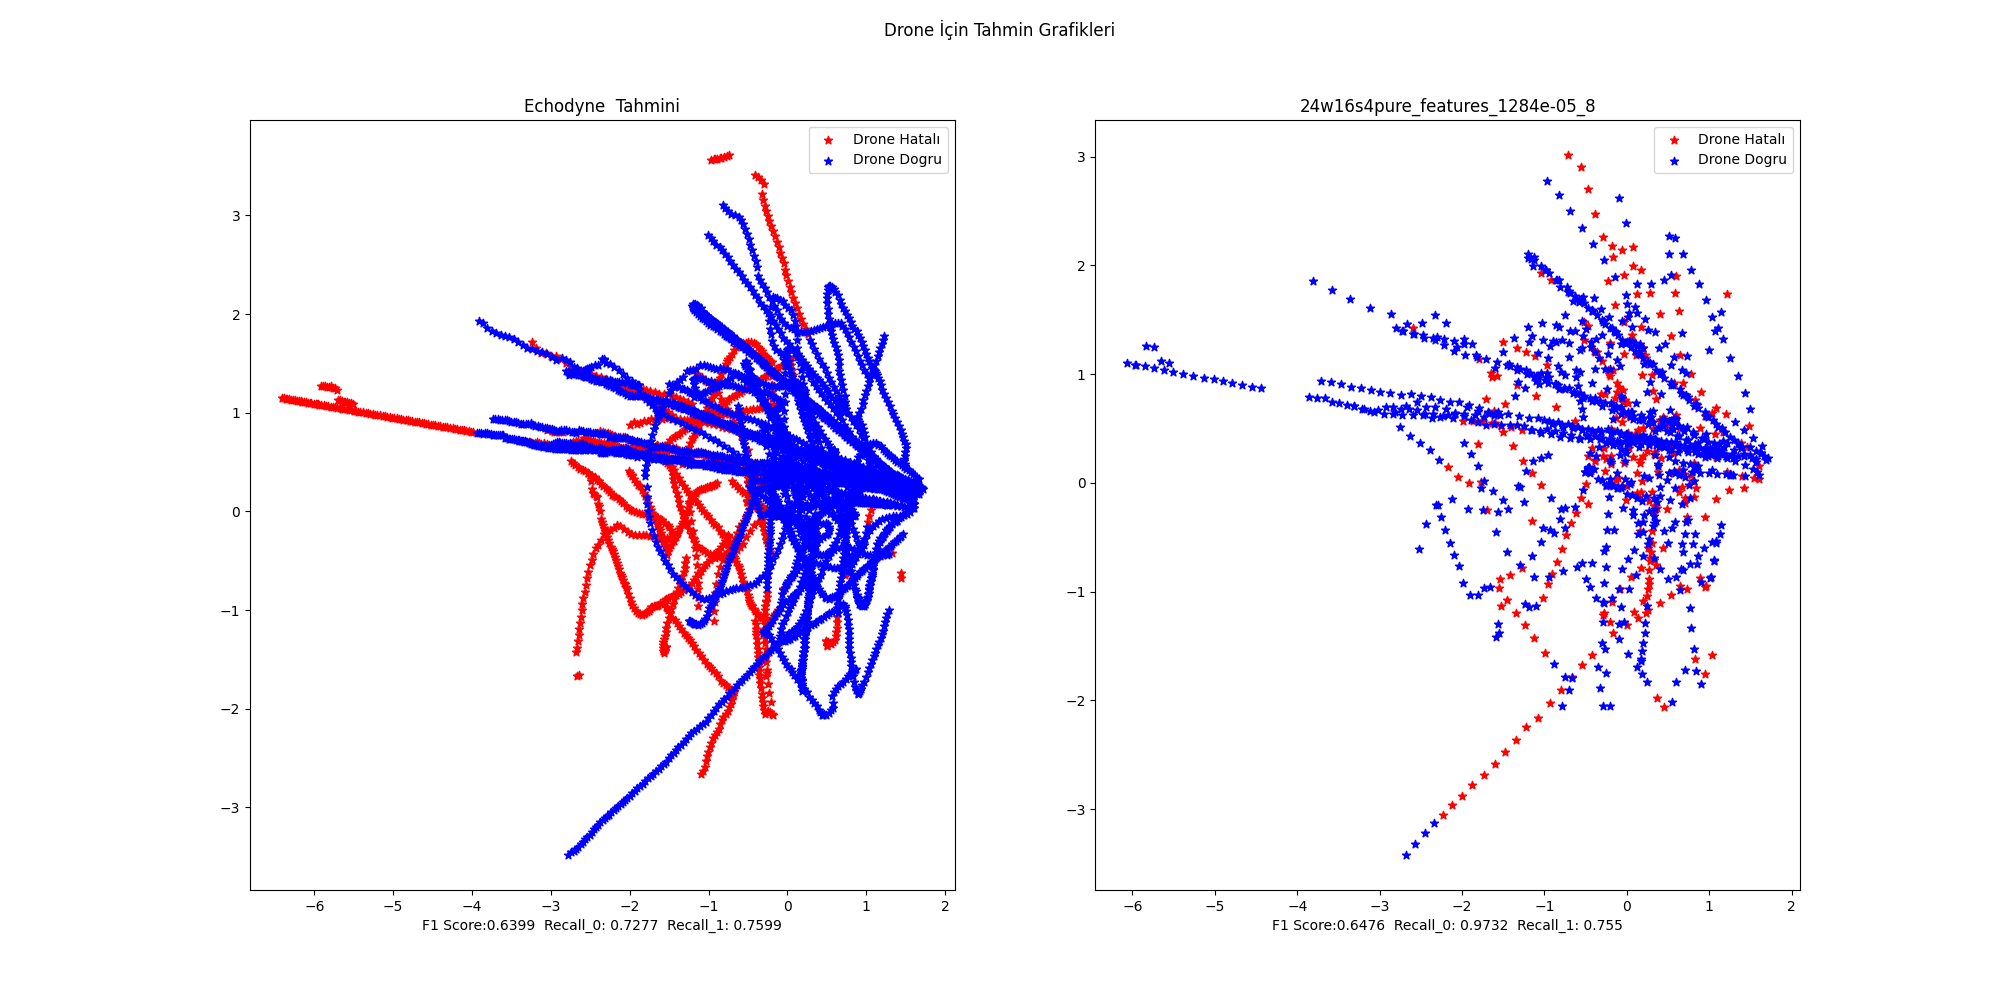 Drone İçin Tahmin Grafikleri
Echodyne  Tahmini
Drone Hatalı
Drone Dogru
3
2
1
0
−1
−2
−3
−6 −5 −4 −3 −2 −1 0 1 2
F1 Score:0.6399  Recall_0: 0.7277  Recall_1: 0.7599
24w16s4pure_features_1284e-05_8
Drone Hatalı
Drone Dogru
3
2
1
0
−1
−2
−3
−6 −5 −4 −3 −2 −1 0 1 2
F1 Score:0.6476  Recall_0: 0.9732  Recall_1: 0.755